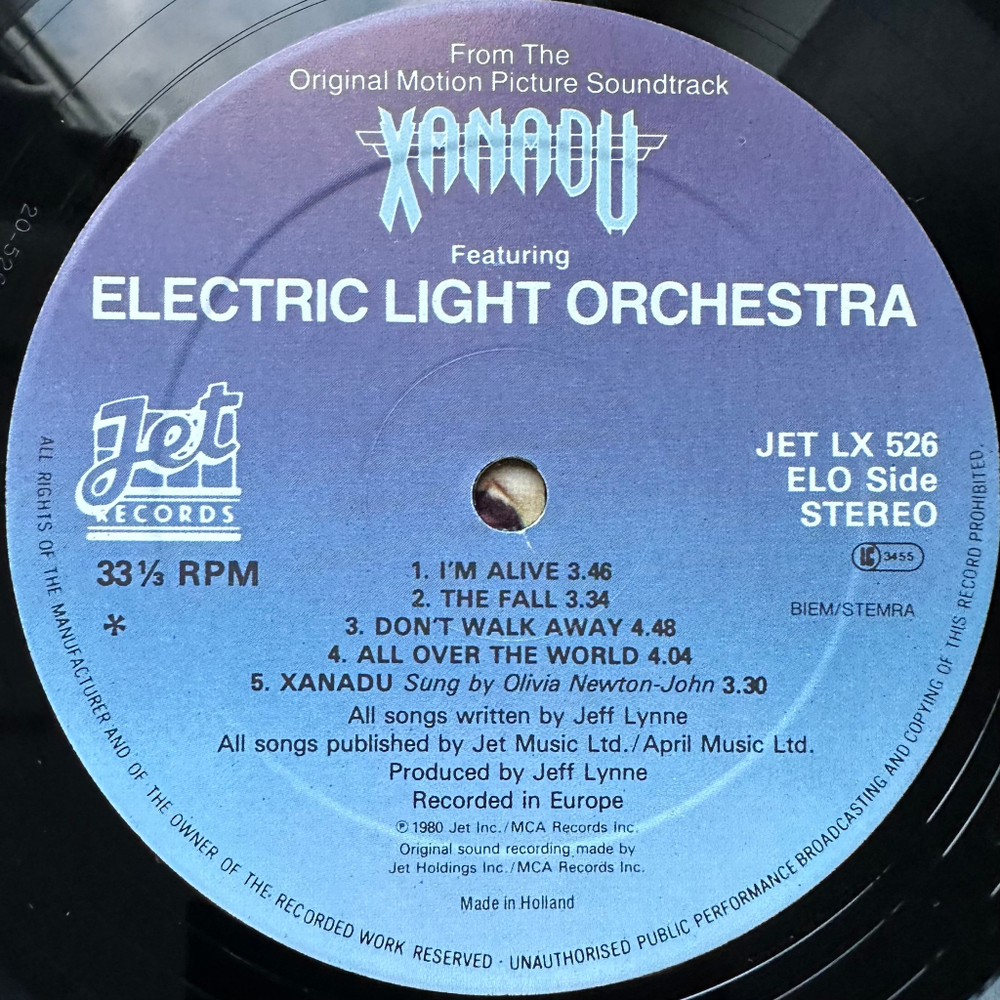 From The
Original Motion Picture Soundtrack
XANADU
Featuring
ELECTRIC LIGHT ORCHESTRA
Jet
RECORDS
JET LX 526
ELO Side
STEREO
LC 3455
33⅓ RPM
*
BIEM/STEMRA
1. I'M ALIVE 3.46
2. THE FALL 3.34
3. DON'T WALK AWAY 4.48
4. ALL OVER THE WORLD 4.04
5. XANADU Sung by Olivia Newton-John 3.30
All songs written by Jeff Lynne
All songs published by Jet Music Ltd./April Music Ltd.
Produced by Jeff Lynne
Recorded in Europe
℗ 1980 Jet Inc./MCA Records Inc.
Original sound recording made by
Jet Holdings Inc./MCA Records Inc.
Made in Holland
ALL RIGHTS OF THE MANUFACTURER AND OF THE OWNER OF THE RECORDED WORK RESERVED · UNAUTHORISED PUBLIC PERFORMANCE BROADCASTING AND COPYING OF THIS RECORD PROHIBITED.